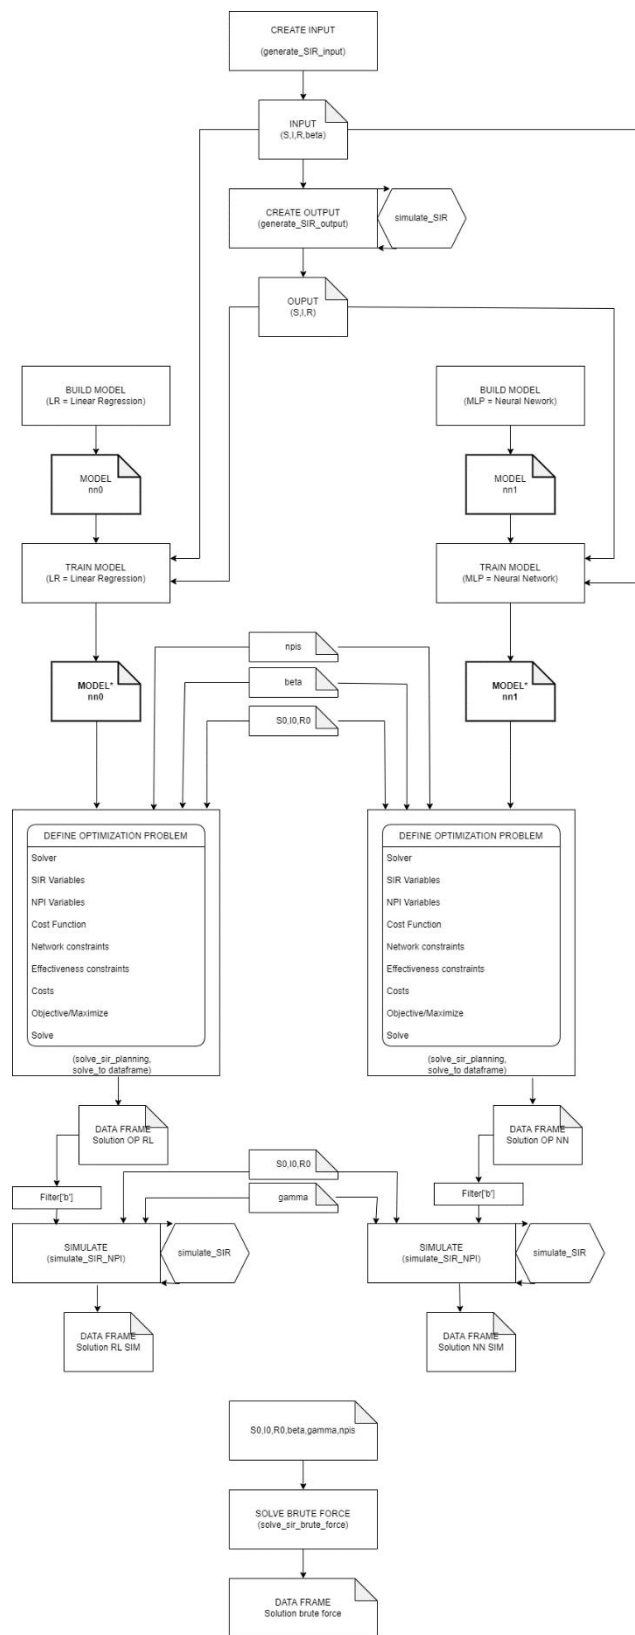 CREATE INPUT
(generate_SIR_input)
INPUT
(S,I,R,beta)
CREATE OUTPUT
(generate_SIR_output)
simulate_SIR
OUPUT
(S,I,R)
BUILD MODEL
(LR = Linear Regression)
BUILD MODEL
(MLP = Neural Network)
MODEL
nn0
MODEL
nn1
TRAIN MODEL
(LR = Linear Regression)
TRAIN MODEL
(MLP = Neural Network)
npis
beta
S0,I0,R0
MODEL*
nn0
MODEL*
nn1
DEFINE OPTIMIZATION PROBLEM
Solver
SIR Variables
NPI Variables
Cost Function
Network constraints
Effectiveness constraints
Costs
Objective/Maximize
Solve
(solve_sir_planning,
solve_to dataframe)
DEFINE OPTIMIZATION PROBLEM
Solver
SIR Variables
NPI Variables
Cost Function
Network constraints
Effectiveness constraints
Costs
Objective/Maximize
Solve
(solve_sir_planning,
solve_to dataframe)
DATA FRAME
Solution OP RL
DATA FRAME
Solution OP NN
S0,I0,R0
gamma
Filter['b']
Filter['b']
SIMULATE
(simulate_SIR_NPI)
simulate_SIR
SIMULATE
(simulate_SIR_NPI)
simulate_SIR
DATA FRAME
Solution RL SIM
DATA FRAME
Solution NN SIM
S0,I0,R0,beta,gamma,npis
SOLVE BRUTE FORCE
(solve_sir_brute_force)
DATA FRAME
Solution brute force